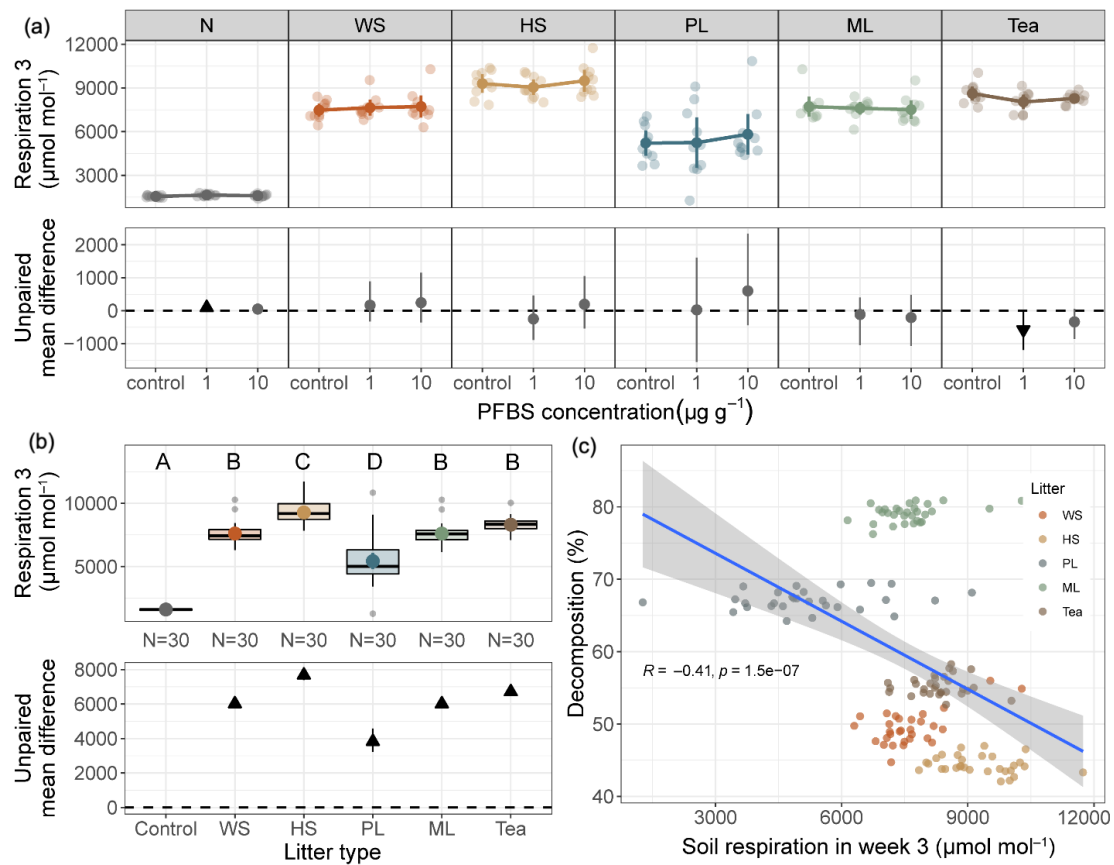 (a)
N WS HS PL ML Tea
Respiration 3
(μmol mol⁻¹)
12000
9000
6000
3000
Unpaired
mean difference
2000
1000
0
−1000
control 1 10 control 1 10 control 1 10 control 1 10 control 1 10 control 1 10
PFBS concentration(μg g⁻¹)
(b)
Respiration 3
(μmol mol⁻¹)
A B C D B B
10000
5000
N=30 N=30 N=30 N=30 N=30 N=30
Unpaired
mean difference
8000
6000
4000
2000
0
Control WS HS PL ML Tea
Litter type
(c)
Decomposition (%)
80
70
60
50
40
Litter
WS
HS
PL
ML
Tea
R = −0.41, p = 1.5e−07
3000 6000 9000 12000
Soil respiration in week 3 (μmol mol⁻¹)